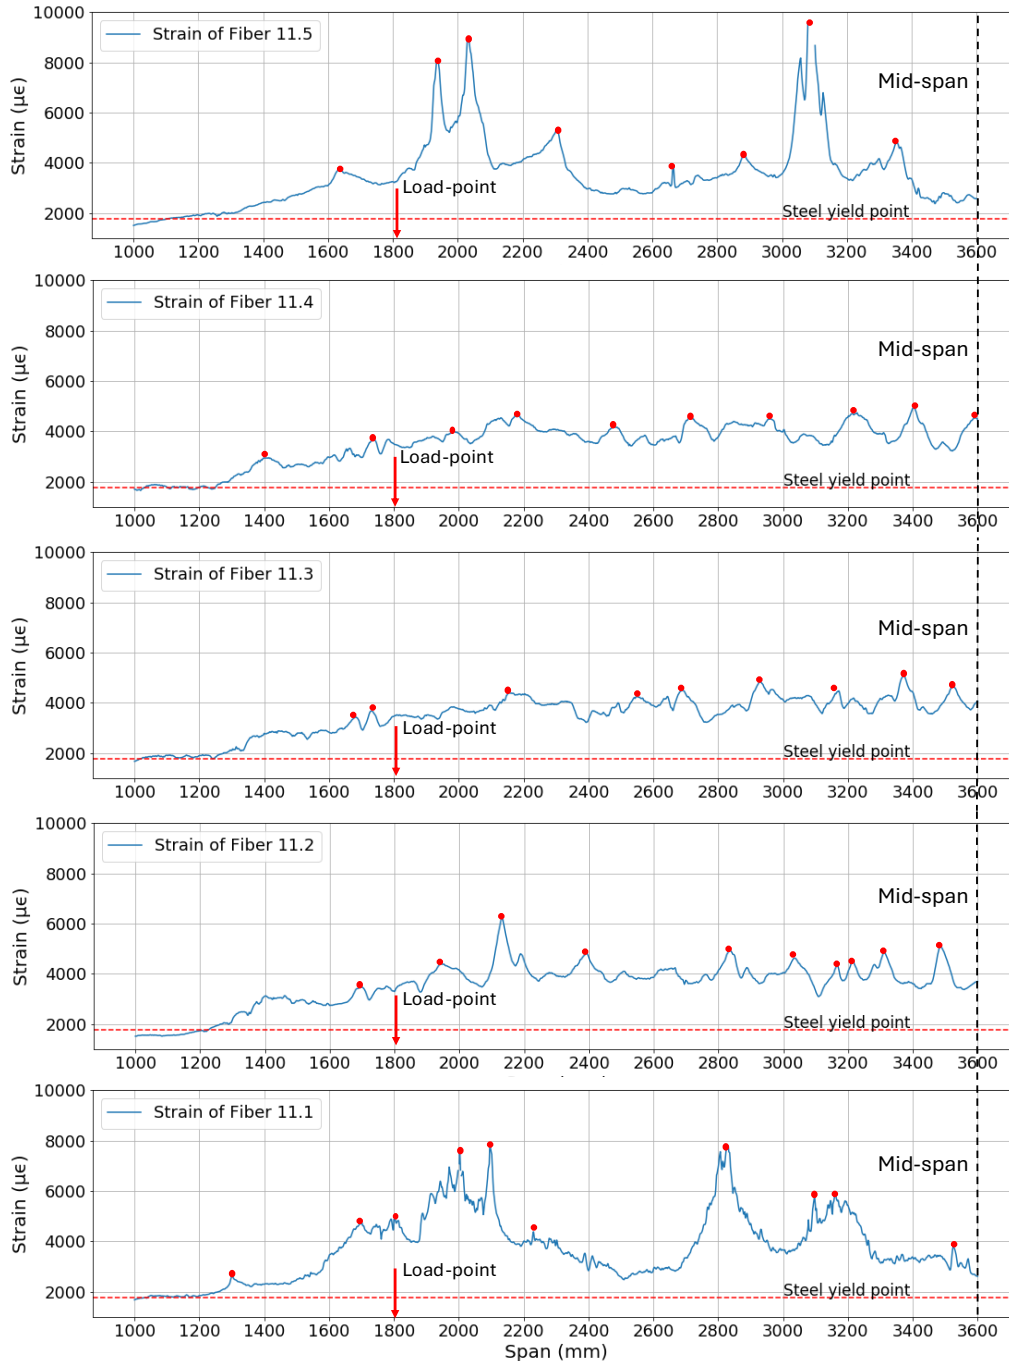 10000
Strain of Fiber 11.5
8000
Mid-span
6000
4000
Load-point
Steel yield point
2000
Strain (με)
1000 1200 1400 1600 1800 2000 2200 2400 2600 2800 3000 3200 3400 3600
10000
Strain of Fiber 11.4
8000
Mid-span
6000
4000
Load-point
Steel yield point
2000
Strain (με)
1000 1200 1400 1600 1800 2000 2200 2400 2600 2800 3000 3200 3400 3600
10000
Strain of Fiber 11.3
8000
Mid-span
6000
4000
Load-point
Steel yield point
2000
Strain (με)
1000 1200 1400 1600 1800 2000 2200 2400 2600 2800 3000 3200 3400 3600
10000
Strain of Fiber 11.2
8000
Mid-span
6000
4000
Load-point
Steel yield point
2000
Strain (με)
1000 1200 1400 1600 1800 2000 2200 2400 2600 2800 3000 3200 3400 3600
10000
Strain of Fiber 11.1
8000
Mid-span
6000
4000
Load-point
Steel yield point
2000
Strain (με)
1000 1200 1400 1600 1800 2000 2200 2400 2600 2800 3000 3200 3400 3600
Span (mm)